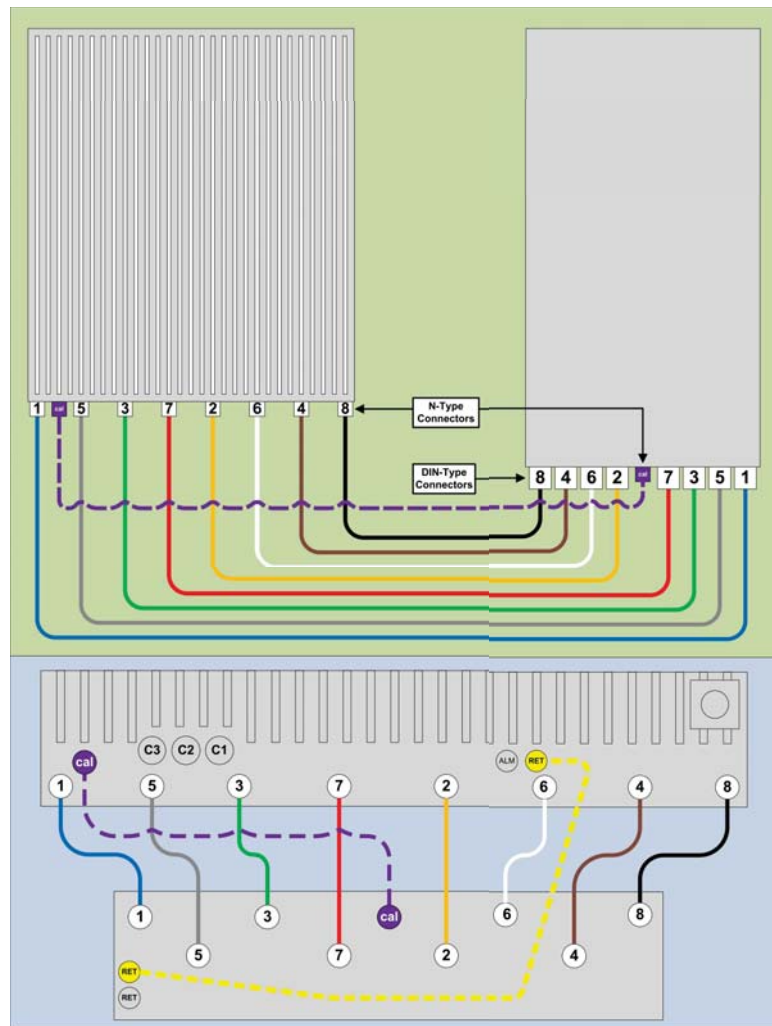 1 cal 5 3 7 2 6 4 8
N-Type
Connectors
DIN-Type
Connectors
8 4 6 2 cal 7 3 5 1
C3 C2 C1
ALM RET
cal
1 5 3 7 2 6 4 8
1 3 cal 6 8
5 7 2 4
RET
RET